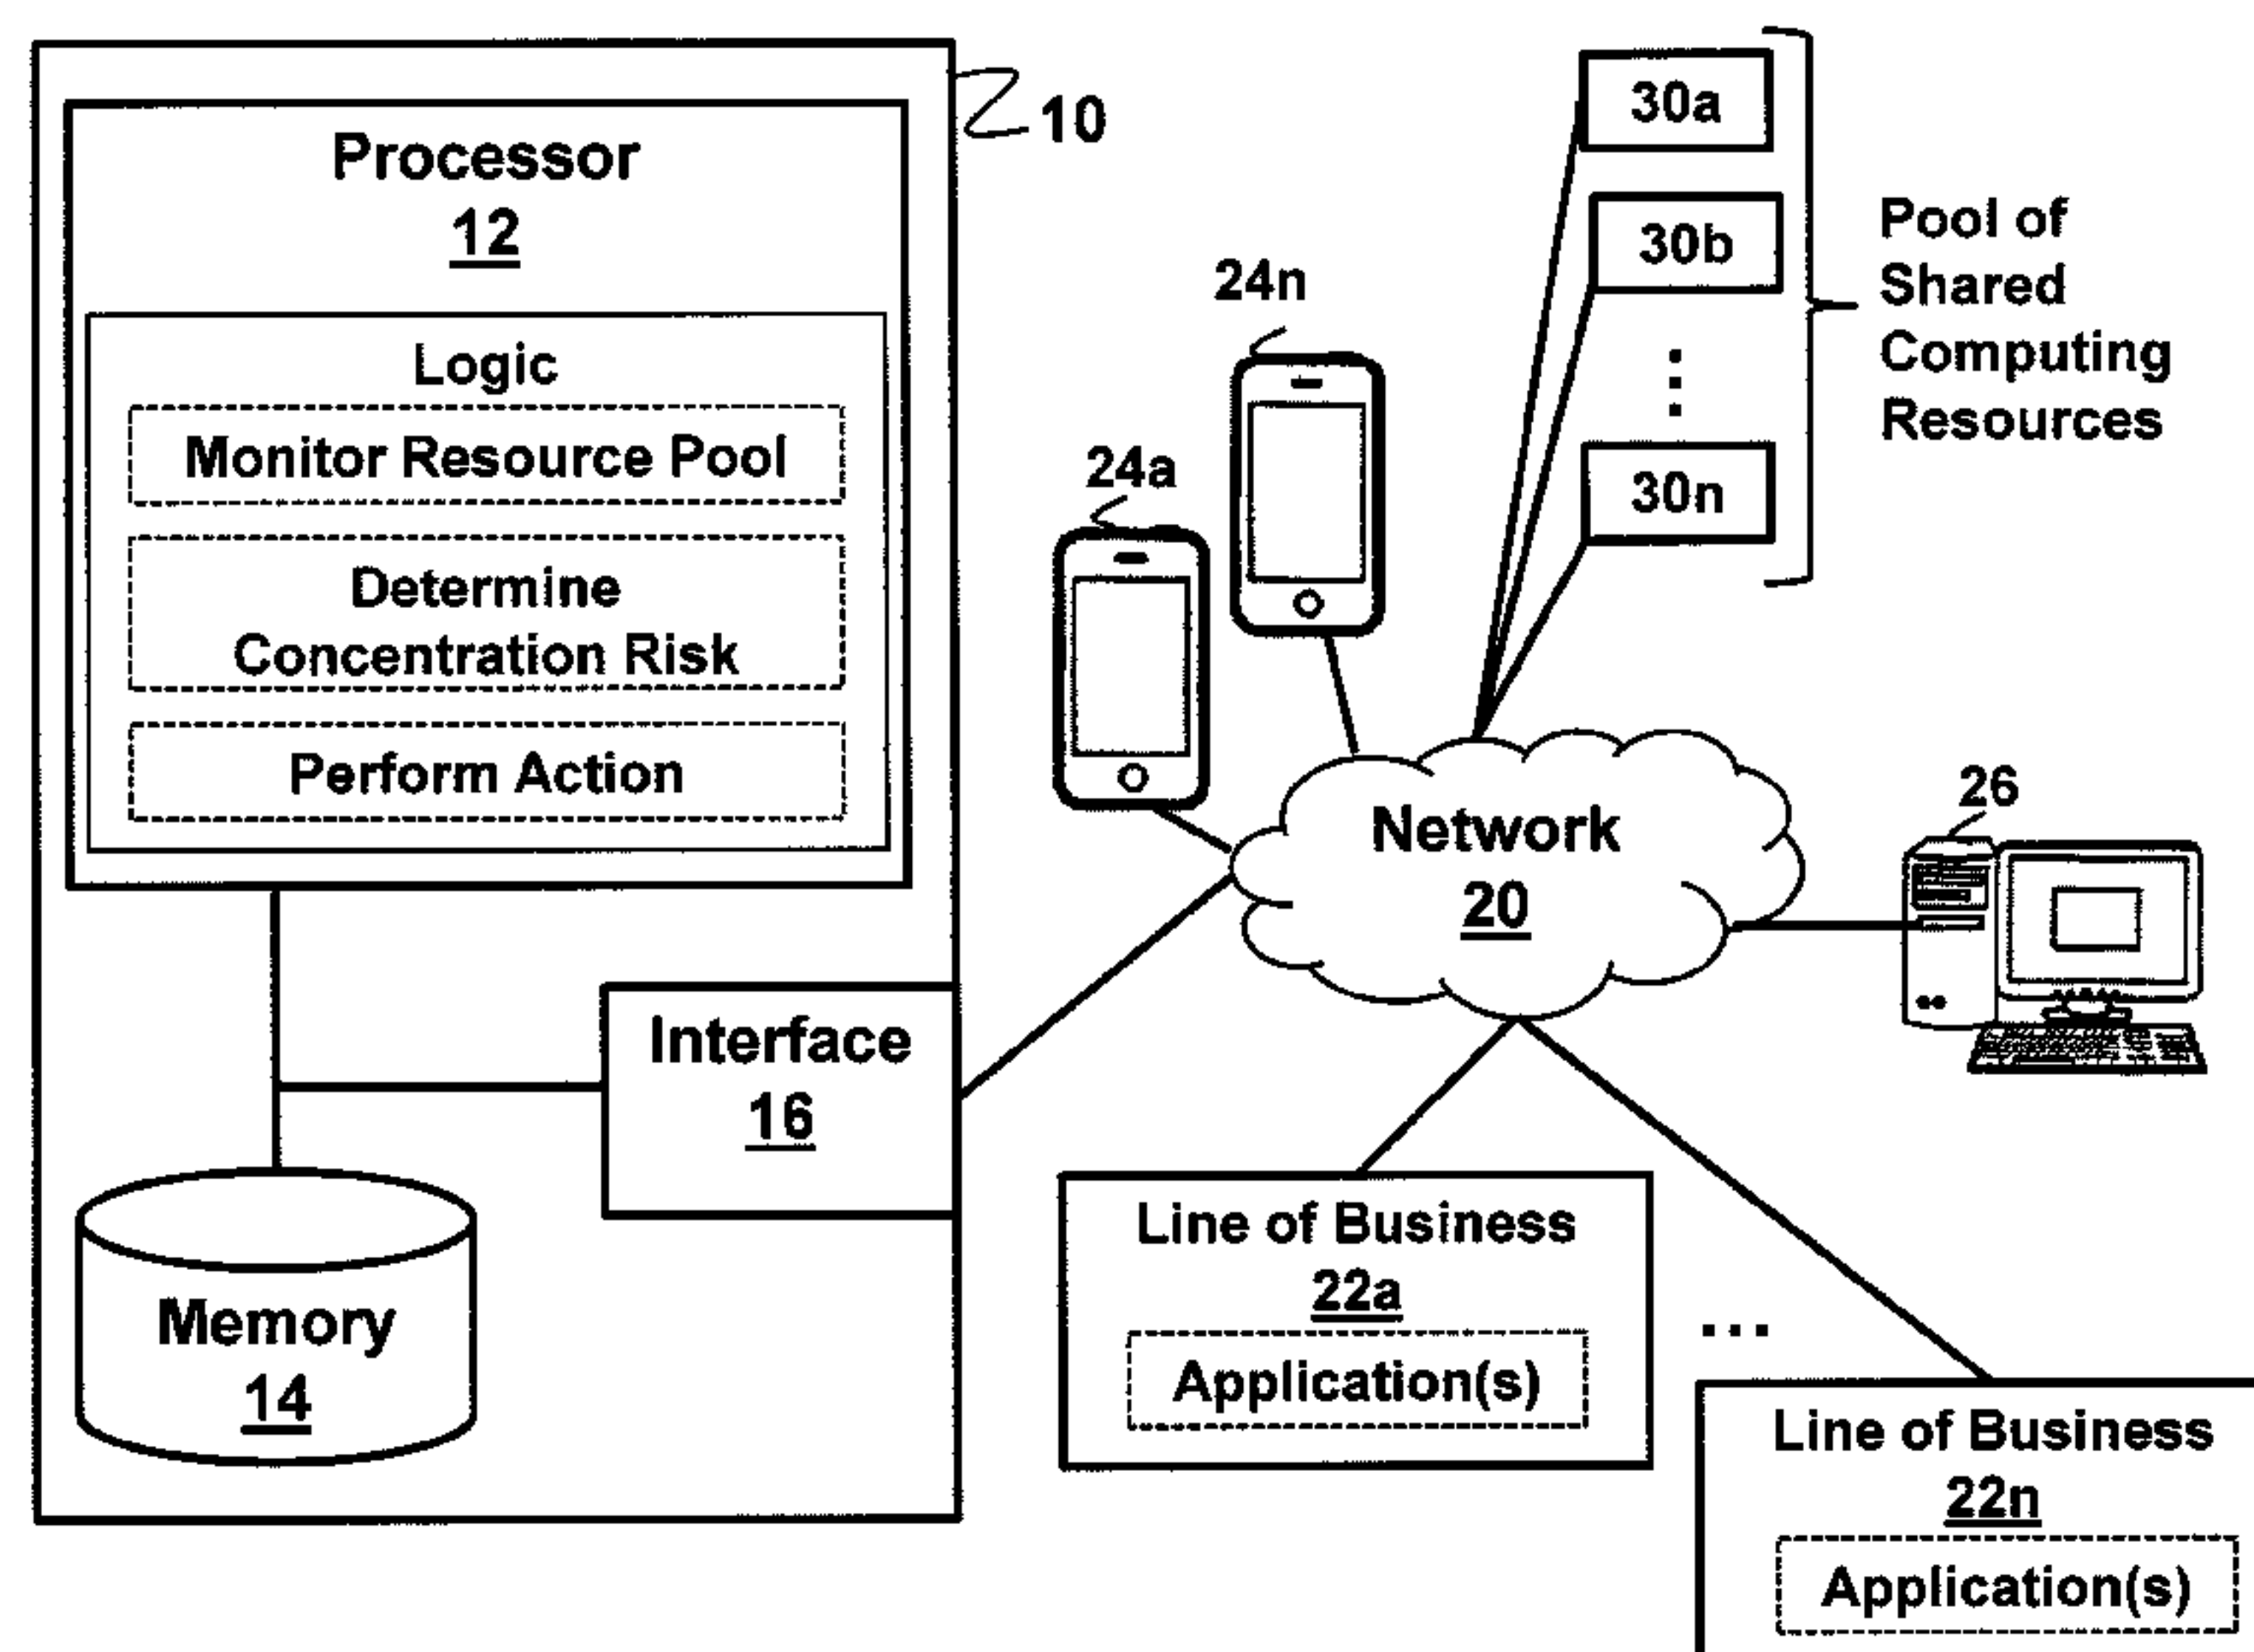 10
Processor
12
Logic
Monitor Resource Pool
Determine
Concentration Risk
Perform Action
Interface
16
Memory
14
24n
24a
30a
30b
30n
Pool of
Shared
Computing
Resources
Network
20
26
Line of Business
22a
Application(s)
...
Line of Business
22n
Application(s)